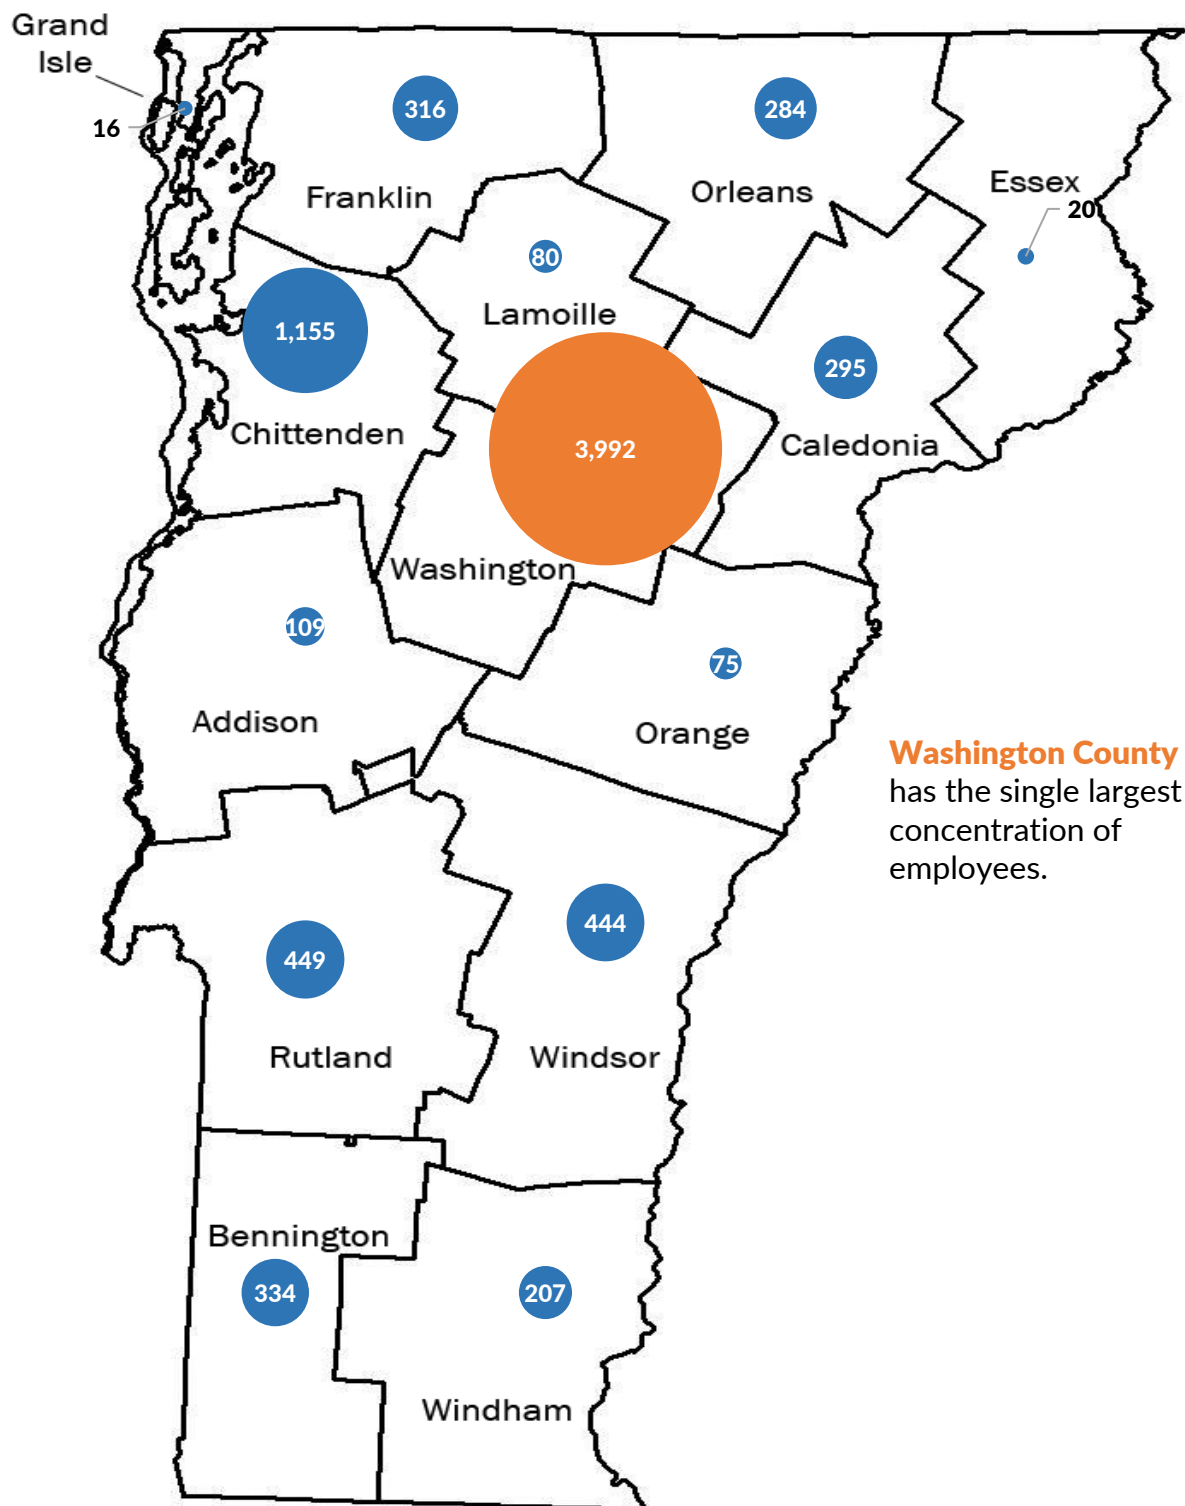 Grand
Isle
16
316
Franklin
284
Orleans
Essex
20
80
Lamoille
1,155
Chittenden
295
Caledonia
3,992
Washington
109
Addison
75
Orange
Washington County
has the single largest
concentration of
employees.
449
Rutland
444
Windsor
Bennington
334
207
Windham